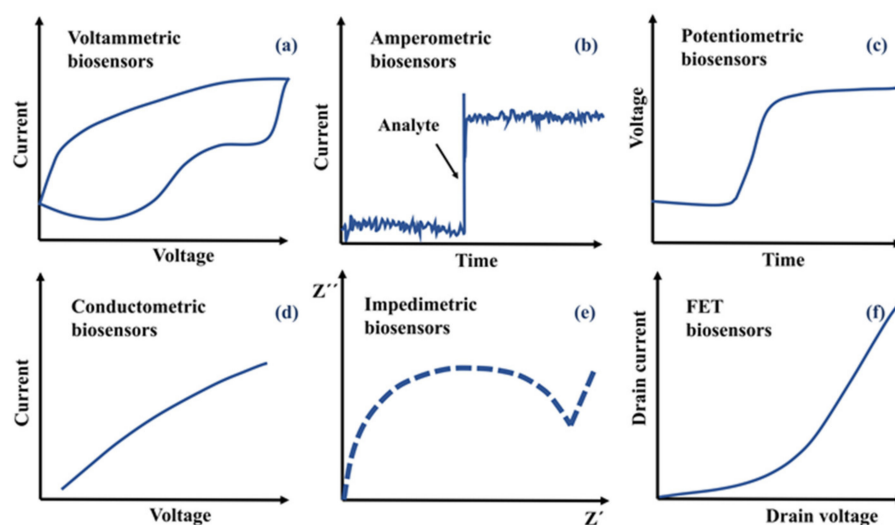 Voltammetric
biosensors
(a)
Current
Voltage
Amperometric
biosensors
(b)
Analyte
Current
Time
Potentiometric
biosensors
(c)
Voltage
Time
Conductometric
biosensors
(d)
Current
Voltage
Z´´
Impedimetric
biosensors
(e)
Z´
FET
biosensors
(f)
Drain current
Drain voltage